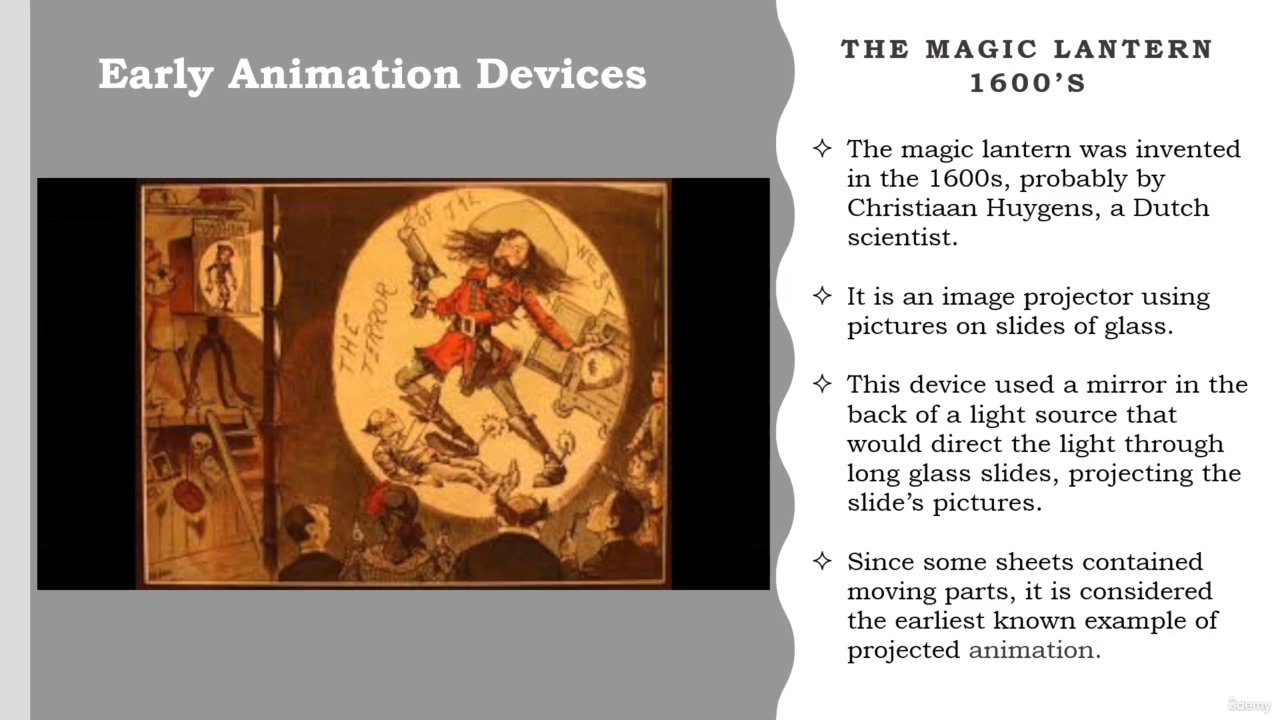 Early Animation Devices
THE MAGIC LANTERN
1600’S
The magic lantern was invented
in the 1600s, probably by
Christiaan Huygens, a Dutch
scientist.
It is an image projector using
pictures on slides of glass.
This device used a mirror in the
back of a light source that
would direct the light through
long glass slides, projecting the
slide’s pictures.
Since some sheets contained
moving parts, it is considered
the earliest known example of
projected animation.
THE
TERROR
OF THE
WEST
ûdemy